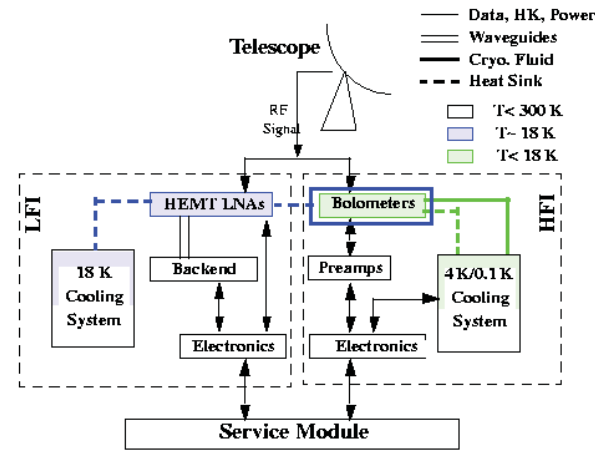 Data, HK, Power
Waveguides
Cryo. Fluid
Heat Sink
T< 300 K
T~ 18 K
T< 18 K
Telescope
RF
Signal
LFI
HEMT LNAs
Bolometers
HFI
18 K
Cooling
System
Backend
Preamps
4K/0.1K
Cooling
System
Electronics
Electronics
Service Module